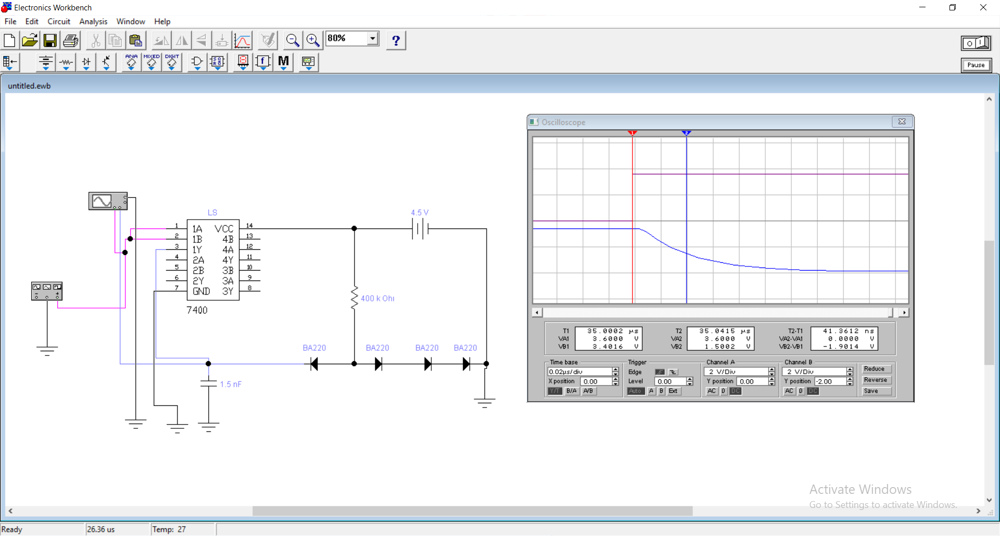 Electronics Workbench
File Edit Circuit Analysis Window Help
80%
?
ANA MIXED DIGIT
Pause
untitled.ewb
Oscilloscope
1 2
LS
4.5 V
1 1A VCC 14
2 1B 4B 13
3 1Y 4A 12
4 2A 4Y 11
5 2B 3B 10
6 2Y 3A 9
7 GND 3Y 8
7400
400 k Ohı
BA220 BA220 BA220 BA220
1.5 nF
T1 35.0002 µs T2 35.0415 µs T2-T1 41.3612 ns
VA1 3.6000 V VA2 3.6000 V VA2-VA1 0.0000 V
VB1 3.4016 V VB2 1.5002 V VB2-VB1 -1.9014 V
Time base Trigger Channel A Channel B
0.02µs/div Edge 2 V/Div 2 V/Div Reduce
X position 0.00 Level 0.00 Y position 0.00 Y position -2.00 Reverse
Y/T B/A A/B Auto A B Ext AC 0 DC AC 0 DC Save
Activate Windows
Go to Settings to activate Windows.
Ready 26.36 us Temp: 27